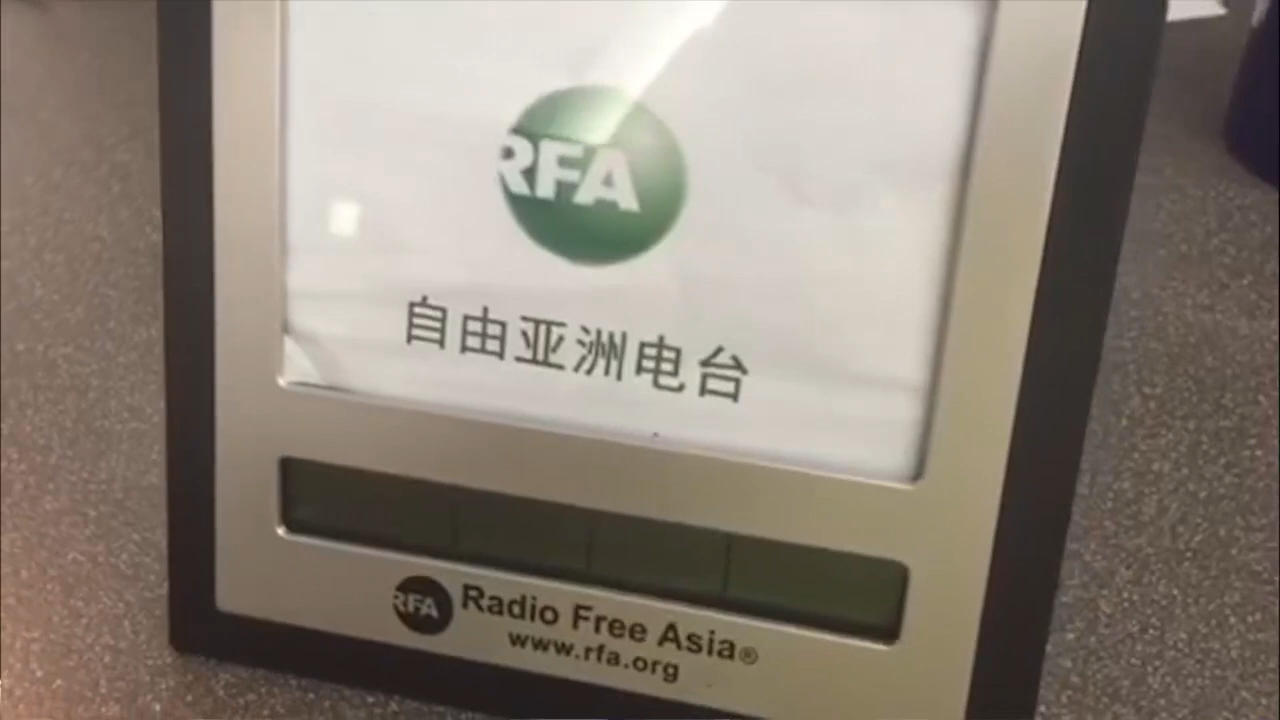 RFA
自由亚洲电台
RFA Radio Free Asia®
www.rfa.org